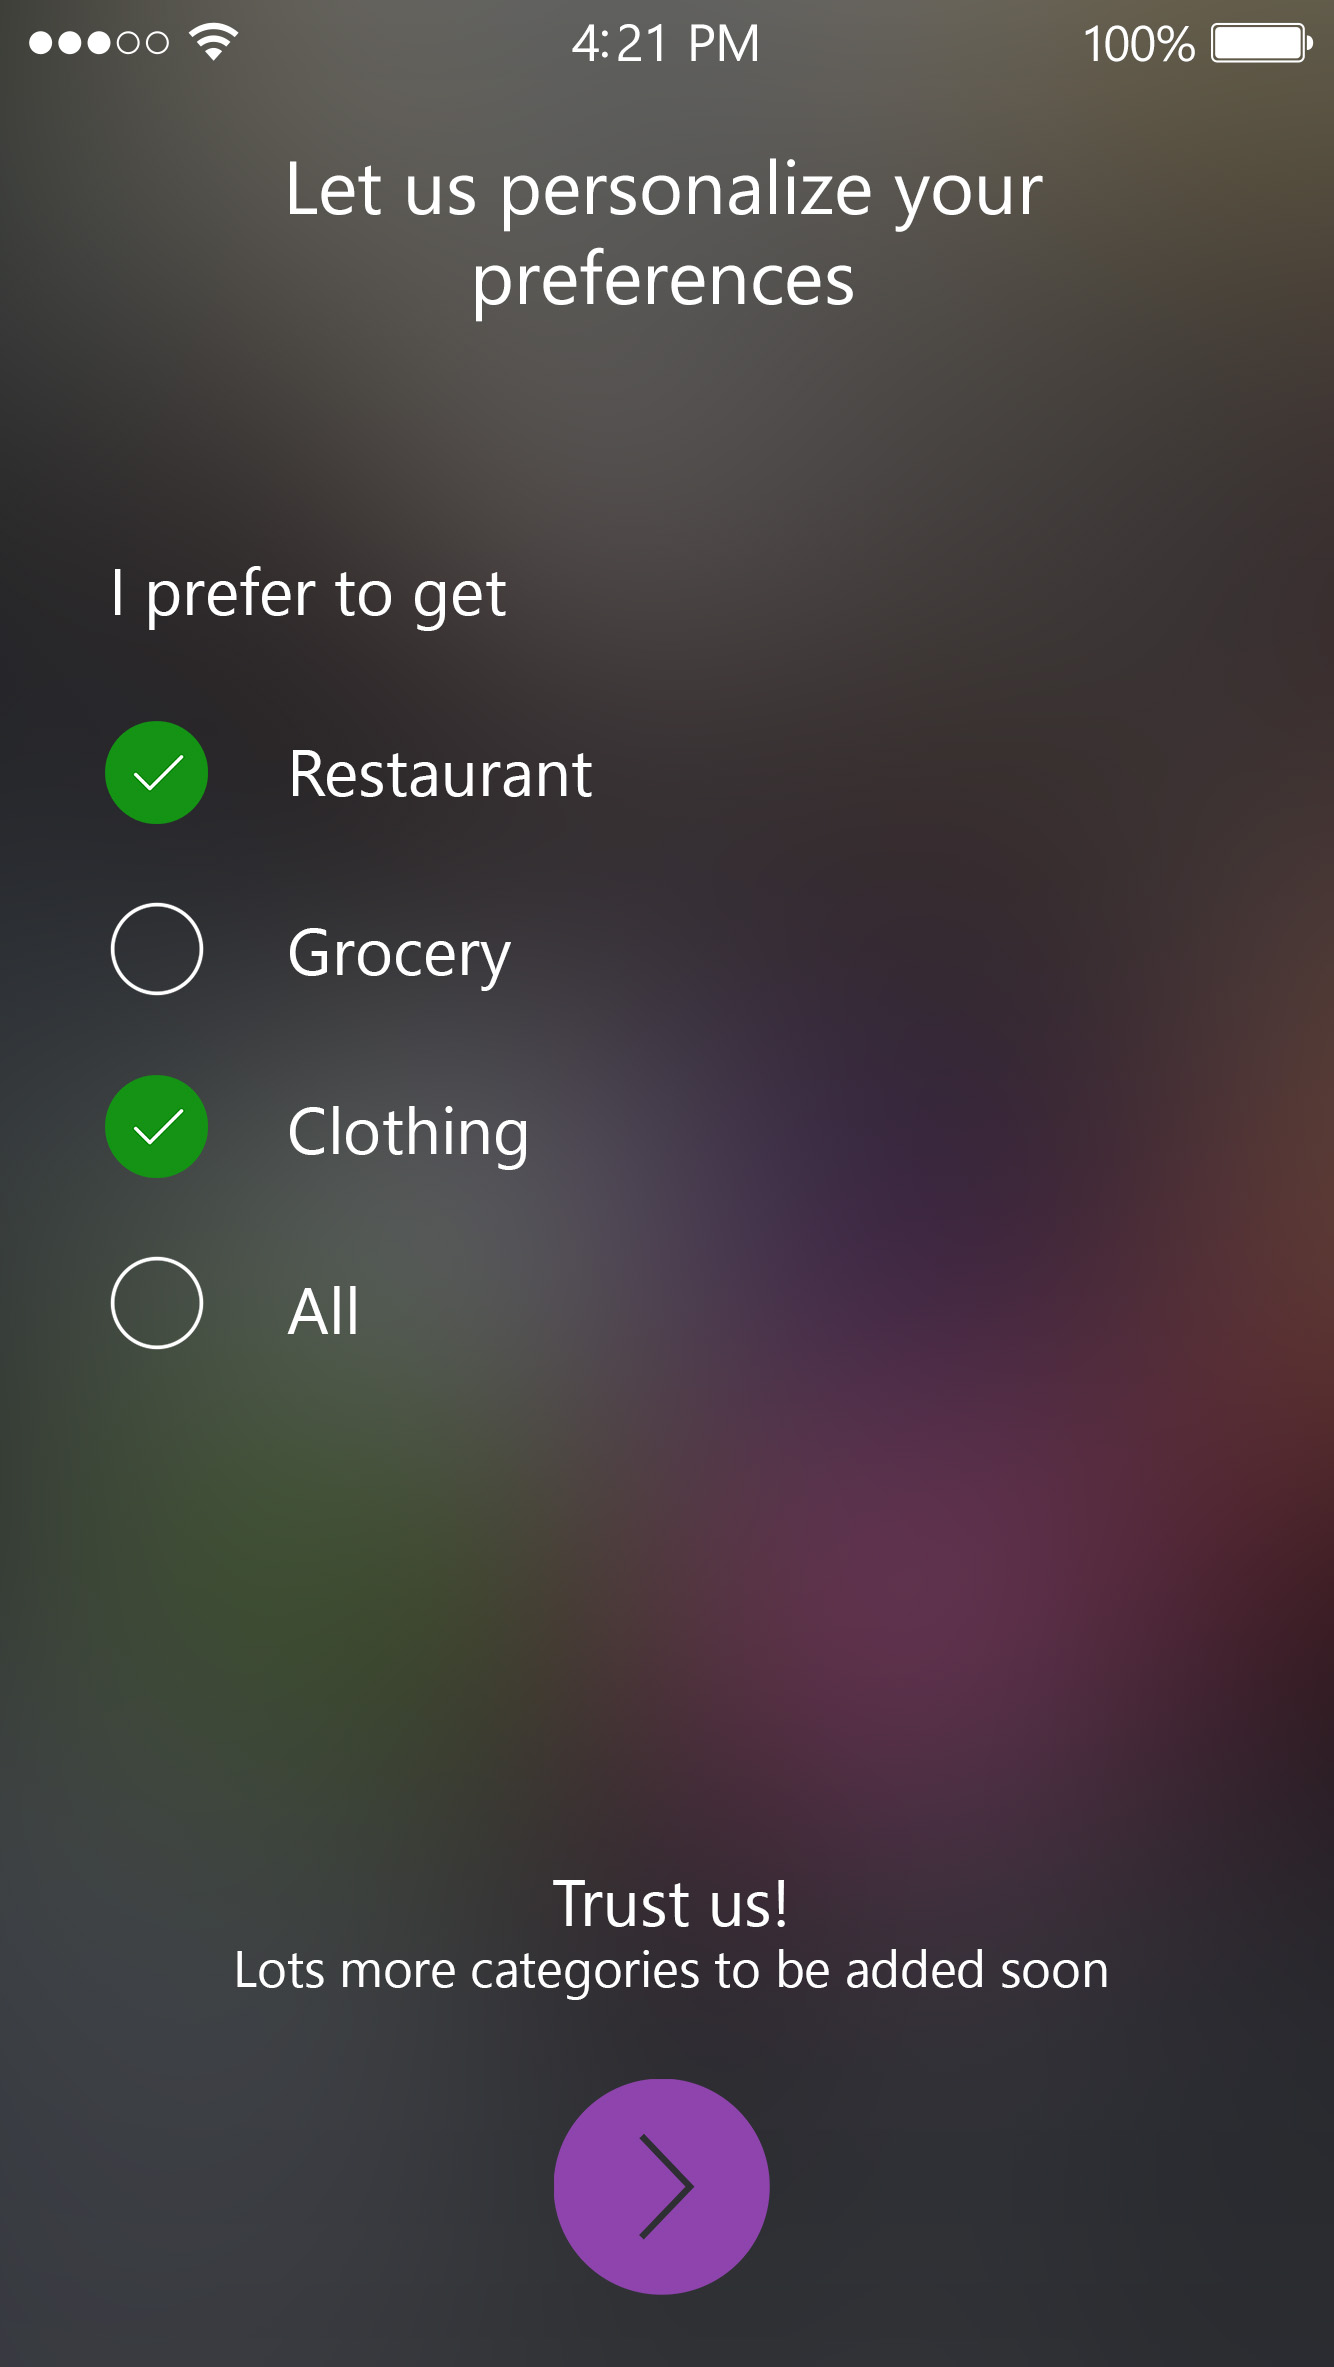 4:21 PM 100%
Let us personalize your
preferences
I prefer to get
Restaurant
Grocery
Clothing
All
Trust us!
Lots more categories to be added soon